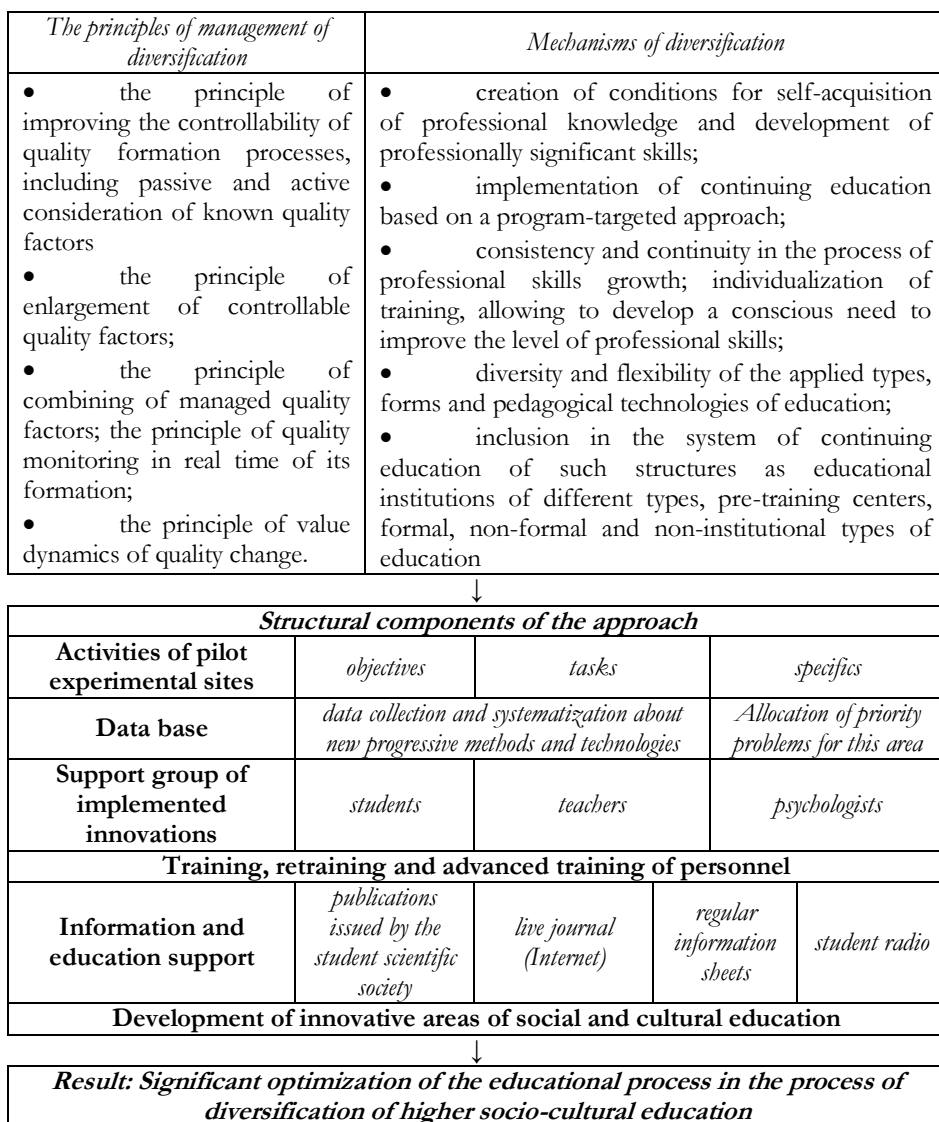 The principles of management of
diversification
Mechanisms of diversification
• the principle of
improving the controllability of
quality formation processes,
including passive and active
consideration of known quality
factors
• the principle of
enlargement of controllable
quality factors;
• the principle of
combining of managed quality
factors; the principle of quality
monitoring in real time of its
formation;
• the principle of value
dynamics of quality change.
• creation of conditions for self-acquisition
of professional knowledge and development of
professionally significant skills;
• implementation of continuing education
based on a program-targeted approach;
• consistency and continuity in the process of
professional skills growth; individualization of
training, allowing to develop a conscious need to
improve the level of professional skills;
• diversity and flexibility of the applied types,
forms and pedagogical technologies of education;
• inclusion in the system of continuing
education of such structures as educational
institutions of different types, pre-training centers,
formal, non-formal and non-institutional types of
education
↓
Structural components of the approach
Activities of pilot
experimental sites
objectives
tasks
specifics
Data base
data collection and systematization about
new progressive methods and technologies
Allocation of priority
problems for this area
Support group of
implemented
innovations
students
teachers
psychologists
Training, retraining and advanced training of personnel
Information and
education support
publications
issued by the
student scientific
society
live journal
(Internet)
regular
information
sheets
student radio
Development of innovative areas of social and cultural education
↓
Result: Significant optimization of the educational process in the process of
diversification of higher socio-cultural education